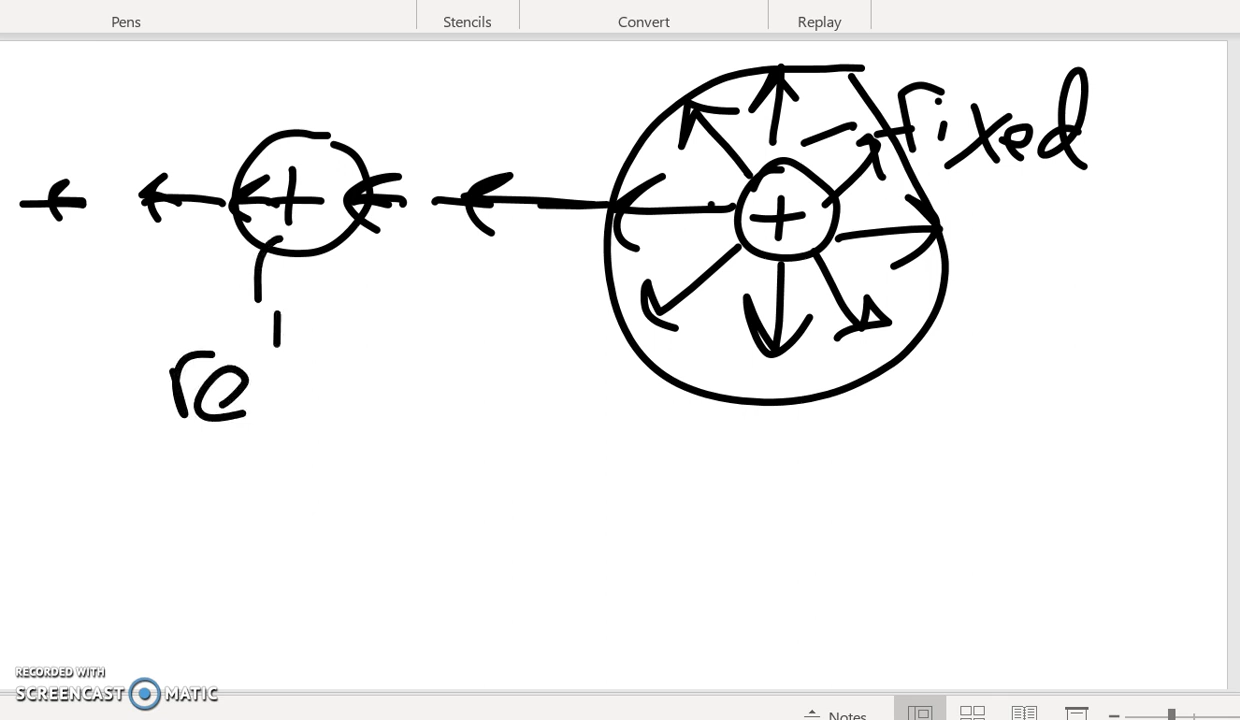 Pens Stencils Convert Replay
fixed
+
+
re
RECORDED WITH
SCREENCAST MATIC
Notes